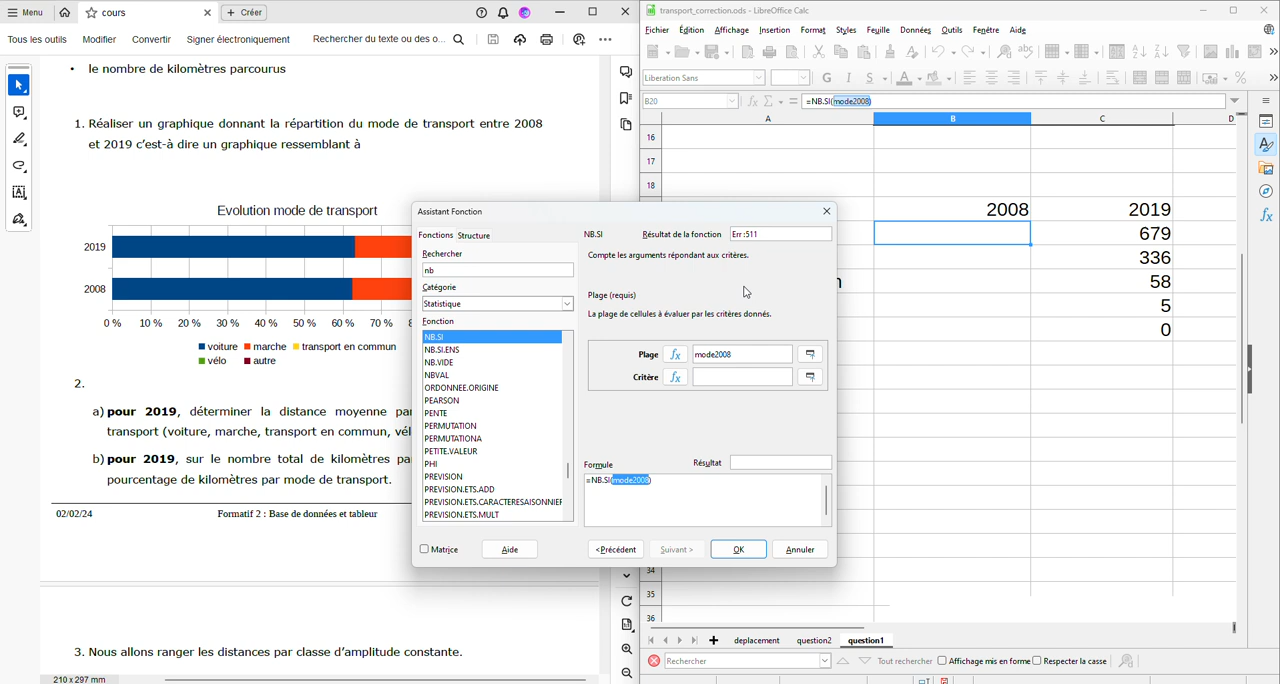 Menu
cours
+ Créer
Tous les outils Modifier Convertir Signer électroniquement Rechercher du texte ou des o...
le nombre de kilomètres parcourus
1. Réaliser un graphique donnant la répartition du mode de transport entre 2008
et 2019 c'est-à dire un graphique ressemblant à
Evolution mode de transport
2019
2008
0 % 10 % 20 % 30 % 40 % 50 % 60 % 70 %
voiture marche transport en commun
vélo autre
2.
a) pour 2019, déterminer la distance moyenne
transport (voiture, marche, transport en commun,
b) pour 2019, sur le nombre total de kilomètres
pourcentage de kilomètres par mode de transport.
02/02/24 Formatif 2 : Base de données et tableur
3. Nous allons ranger les distances par classe d'amplitude constante.
210 x 297 mm
transport_correction.ods - LibreOffice Calc
Fichier Édition Affichage Insertion Format Styles Feuille Données Outils Fenêtre Aide
Liberation Sans
G I S A
B20 fx Σ = =NB.SI(mode2008)
A B C D
16
17
18
2008 2019
679
336
58
5
0
34
35
36
Assistant Fonction
Fonctions Structure
Rechercher
nb
Catégorie
Statistique
Fonction
NB.SI
NB.SI.ENS
NB.VIDE
NBVAL
ORDONNEE.ORIGINE
PEARSON
PENTE
PERMUTATION
PERMUTATIONA
PETITE.VALEUR
PHI
PREVISION
PREVISION.ETS.ADD
PREVISION.ETS.CARACTERESAISONNIER
PREVISION.ETS.MULT
NB.SI Résultat de la fonction Err :511
Compte les arguments répondant aux critères.
Plage (requis)
La plage de cellules à évaluer par les critères donnés.
Plage fx mode2008
Critère fx
Formule Résultat
=NB.SI(mode2008)
Matrice Aide <Précédent Suivant > OK Annuler
deplacement question2 question1
Rechercher Tout rechercher Affichage mis en forme Respecter la casse